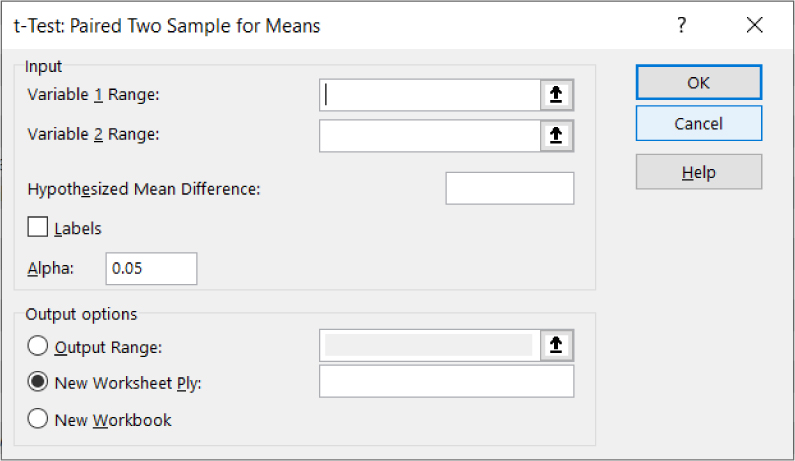 t-Test: Paired Two Sample for Means ?
Input
Variable 1 Range:
Variable 2 Range:
Hypothesized Mean Difference:
Labels
Alpha: 0.05
OK
Cancel
Help
Output options
Output Range:
New Worksheet Ply:
New Workbook